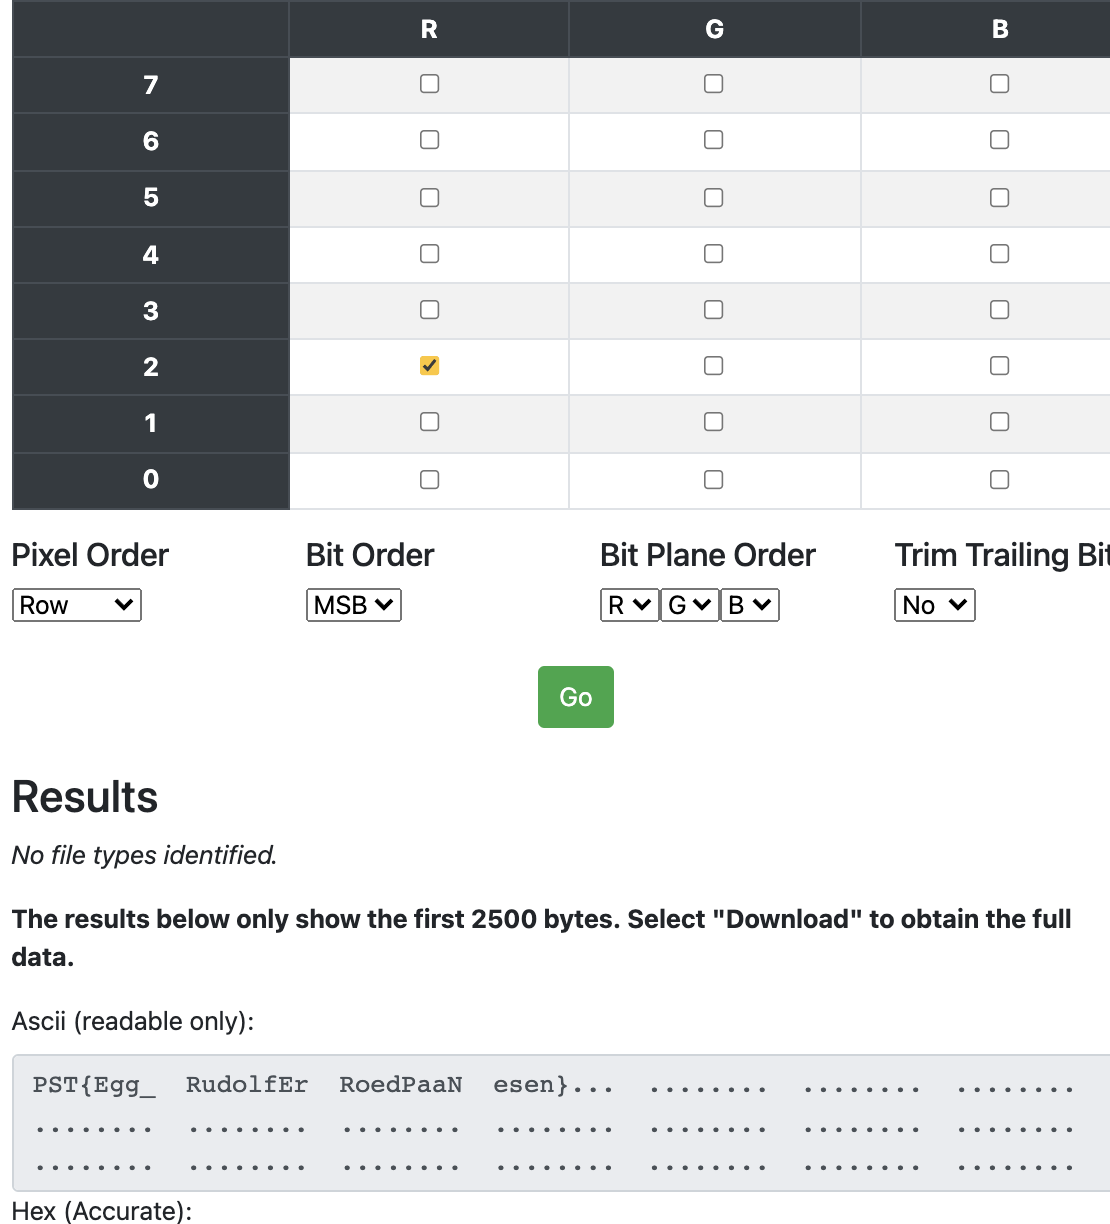 R G B
7
6
5
4
3
2
1
0
Pixel Order Bit Order Bit Plane Order Trim Trailing Bit
Row MSB R G B No
Go
Results
No file types identified.
The results below only show the first 2500 bytes. Select "Download" to obtain the full
data.
Ascii (readable only):
PST{Egg_ RudolfEr RoedPaaN esen}... ........ ........ ........
........ ........ ........ ........ ........ ........ ........
........ ........ ........ ........ ........ ........ ........
Hex (Accurate):